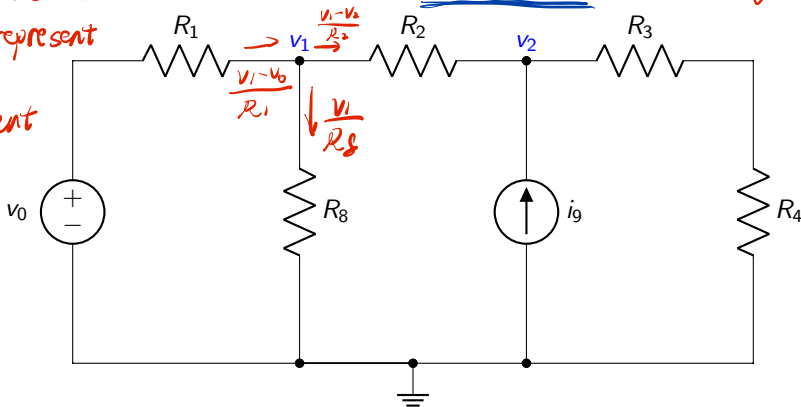 represent
ent
R1
v1
v1-v2
R2
R2
v2
R3
v1-v0
R1
v1
R8
v0
+
−
R8
i9
R4